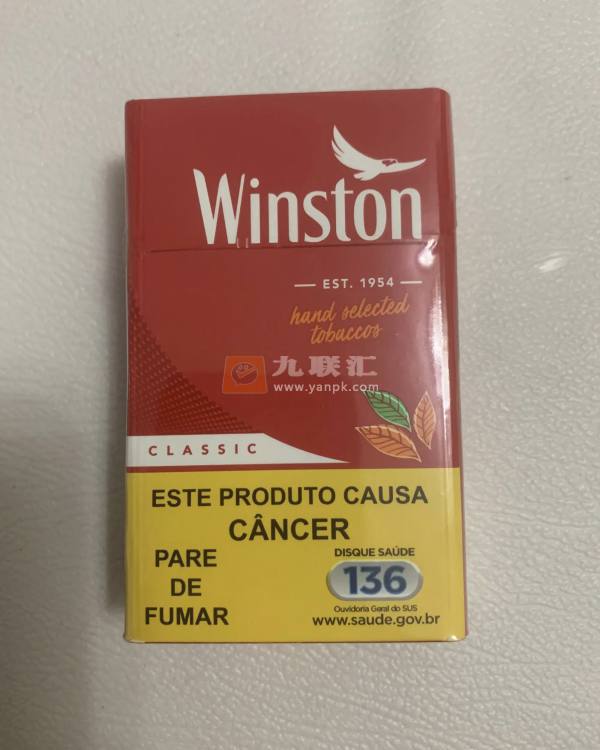 Winston
EST. 1954
hand selected
tobaccos
九联汇
www.yanpk.com
CLASSIC
ESTE PRODUTO CAUSA
CÂNCER
PARE
DE
FUMAR
DISQUE SAÚDE
136
Ouvidoria Geral do SUS
www.saude.gov.br